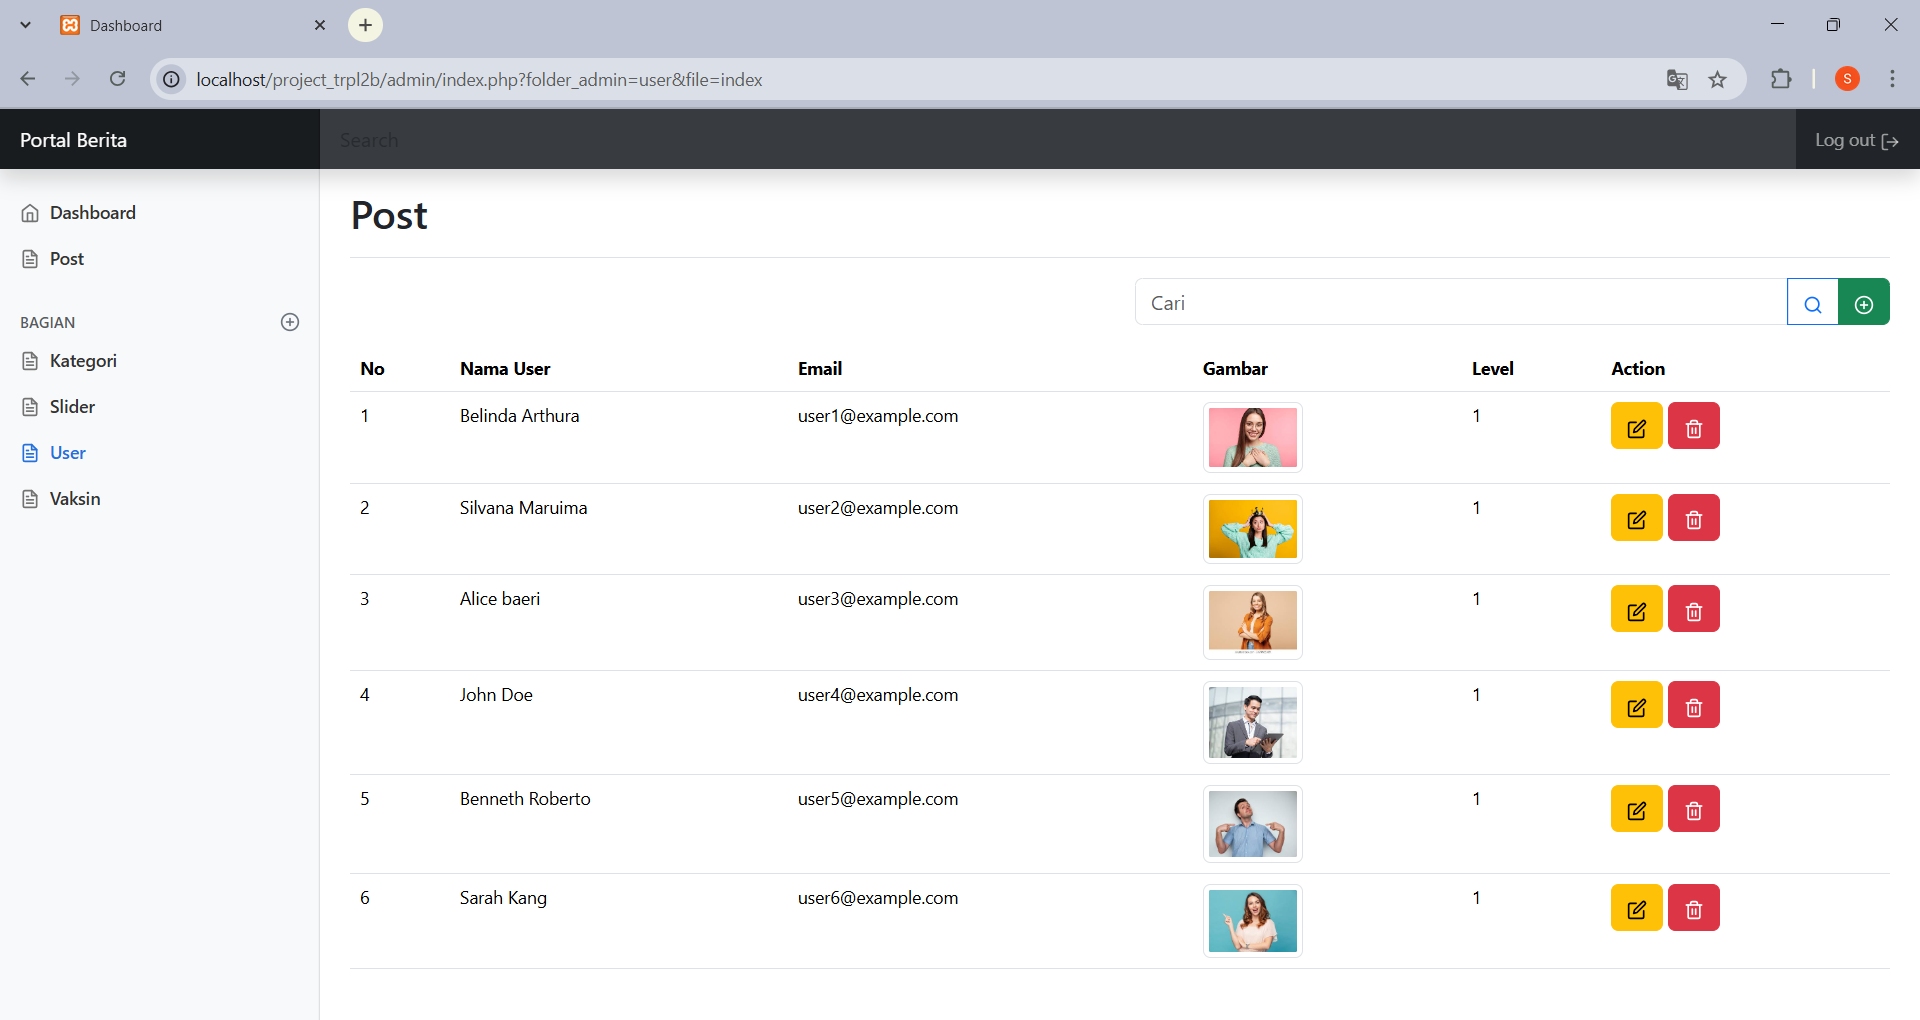 Dashboard
localhost/project_trpl2b/admin/index.php?folder_admin=user&file=index
S
Portal Berita
Search
Log out
Dashboard
Post
BAGIAN
Kategori
Slider
User
Vaksin
Post
Cari
No Nama User Email Gambar Level Action
1 Belinda Arthura user1@example.com 1
2 Silvana Maruima user2@example.com 1
3 Alice baeri user3@example.com 1
4 John Doe user4@example.com 1
5 Benneth Roberto user5@example.com 1
6 Sarah Kang user6@example.com 1